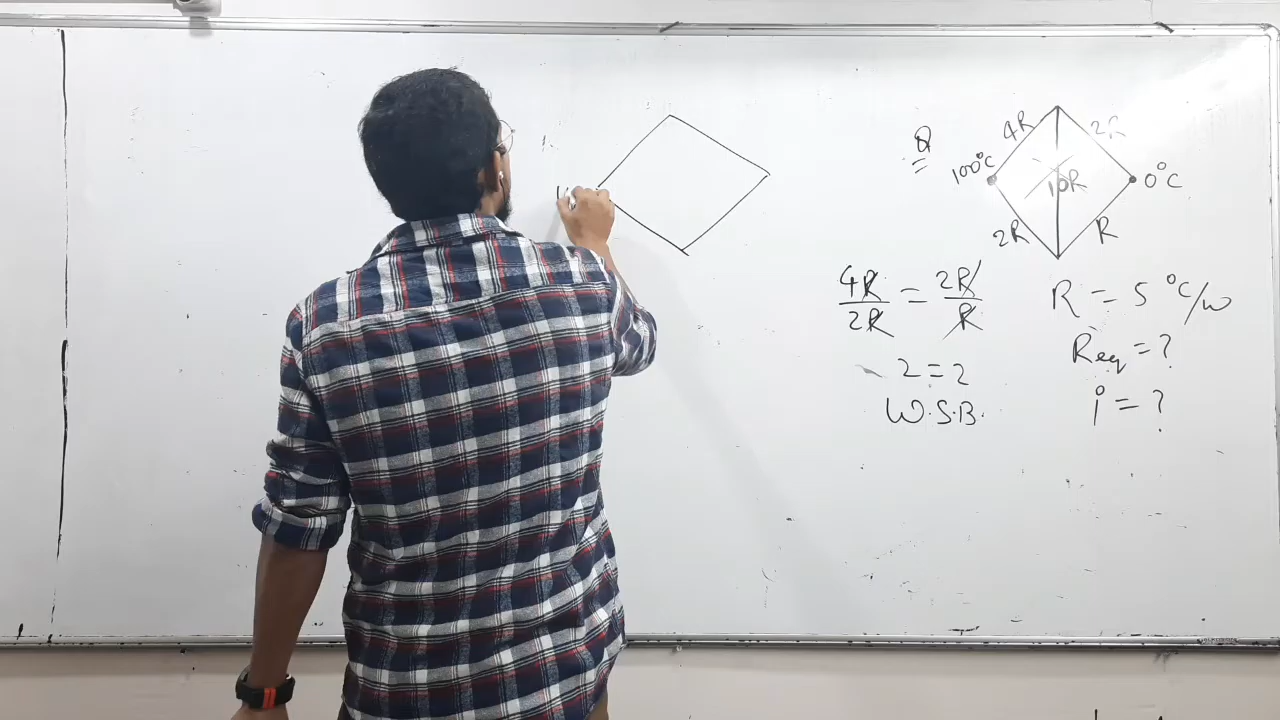 Q
4R 2R
100°C 10R 0°C
2R R
4R/2R = 2R/R
2 = 2
W.S.B.
R = 5 °C/W
Req = ?
i = ?